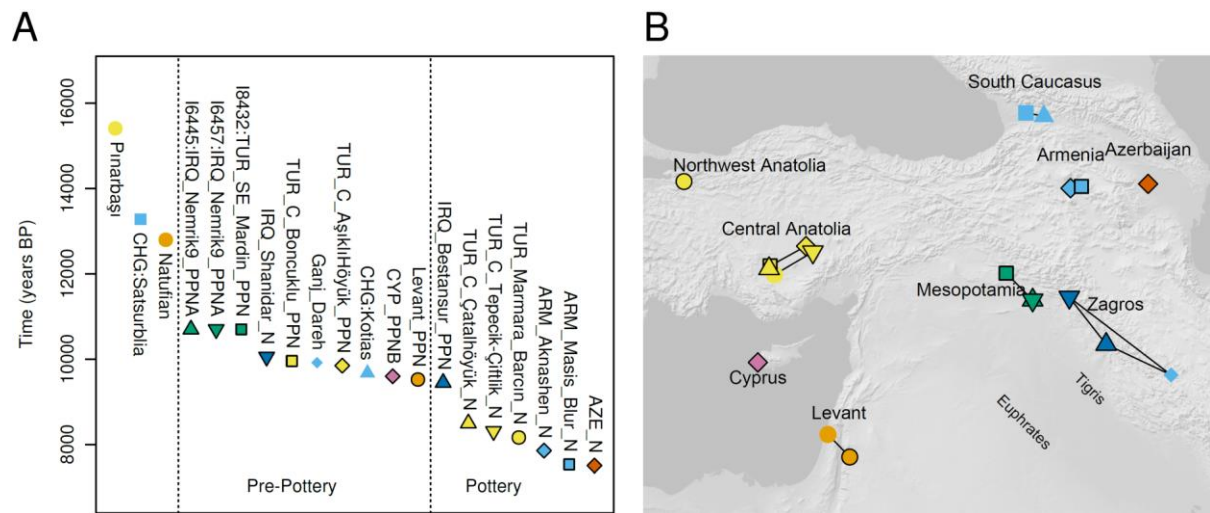 A
Time (years BP)
16000
14000
12000
10000
8000
Pınarbaşı
CHG:Satsurblia
Natufian
I6445:IRQ_Nemrik9_PPNA
I6457:IRQ_Nemrik9_PPNA
I8432:TUR_SE_Mardin_PPN
IRQ_Shanidar_N
TUR_C_Boncuklu_PPN
Ganj_Dareh
TUR_C_AşıklıHöyük_PPN
CHG:Kotias
CYP_PPNB
Levant_PPN
IRQ_Bestansur_PPN
TUR_C_Çatalhöyük_N
TUR_C_Tepecik-Çiftlik_N
TUR_Marmara_Barcın_N
ARM_Aknashen_N
ARM_Masis_Blur_N
AZE_N
Pre-Pottery
Pottery
B
South Caucasus
Armenia
Azerbaijan
Northwest Anatolia
Central Anatolia
Mesopotamia
Zagros
Cyprus
Tigris
Levant
Euphrates